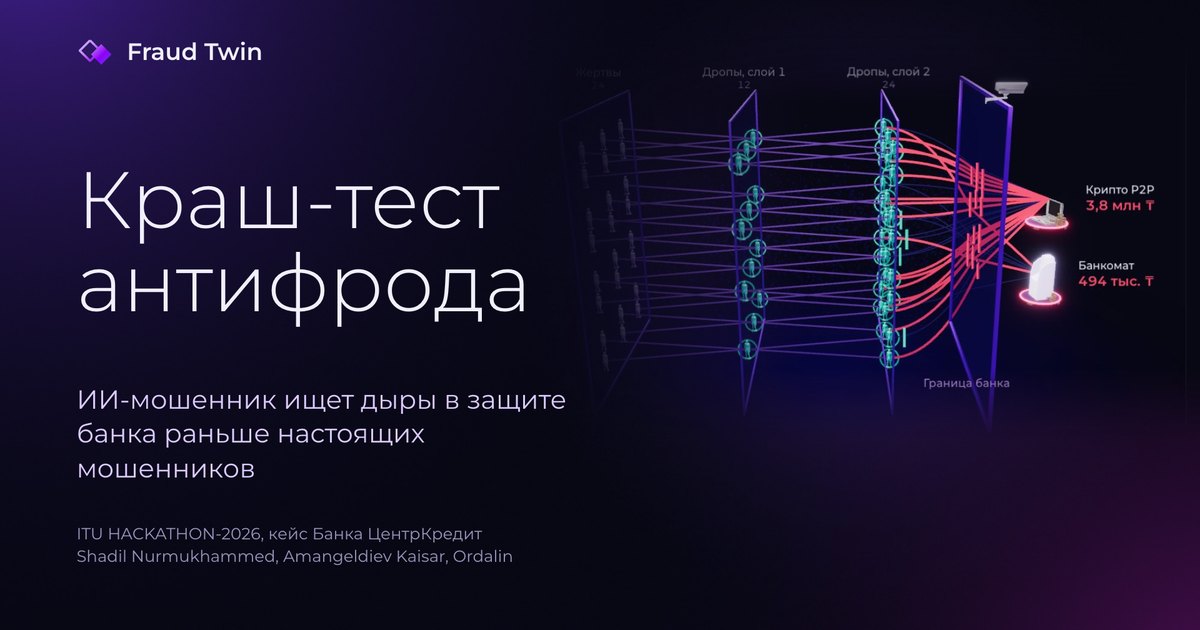 Fraud Twin
Краш-тест
антифрода
ИИ-мошенник ищет дыры в защите
банка раньше настоящих
мошенников
ITU HACKATHON-2026, кейс Банка ЦентрКредит
Shadil Nurmukhammed, Amangeldiev Kaisar, Ordalin
Жертвы
Дропы, слой 1
12
Дропы, слой 2
24
Крипто P2P
3,8 млн ₸
Банкомат
494 тыс. ₸
Граница банка